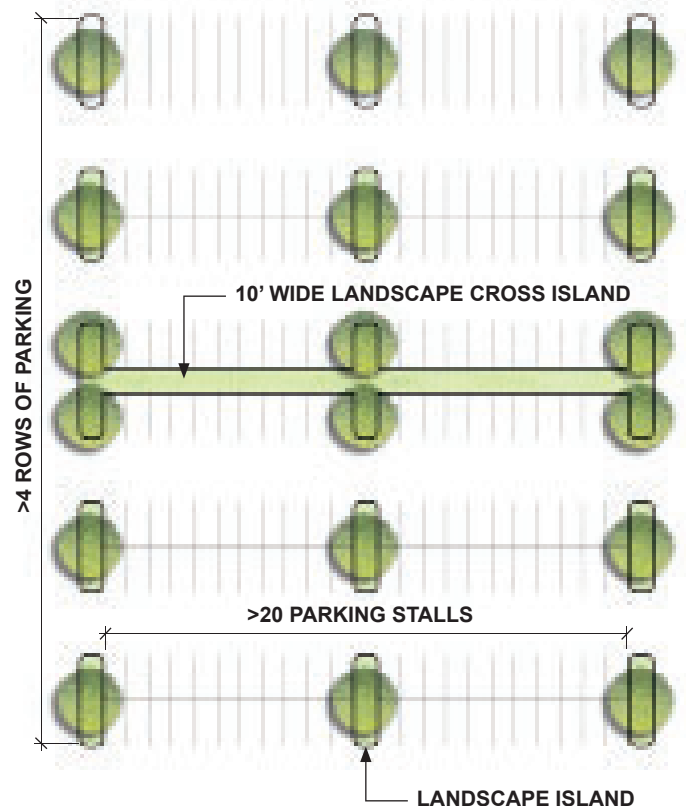 10’ WIDE LANDSCAPE CROSS ISLAND
>4 ROWS OF PARKING
>20 PARKING STALLS
LANDSCAPE ISLAND